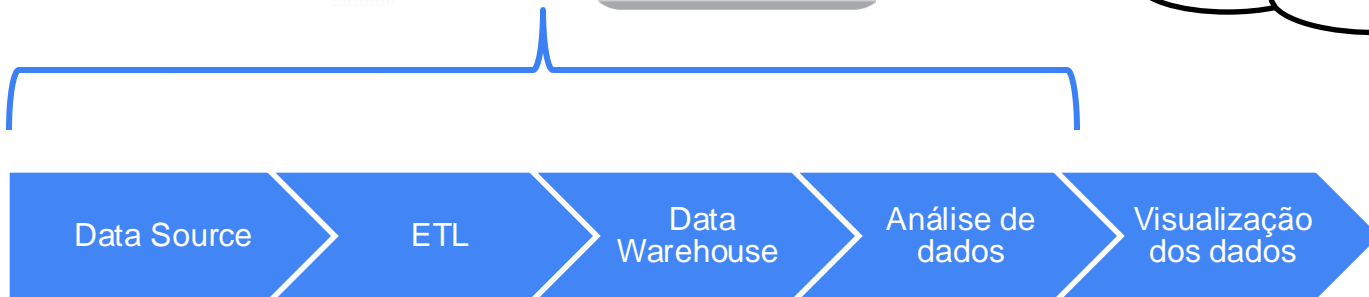 Data Source
ETL
Data
Warehouse
Análise de
dados
Visualização
dos dados